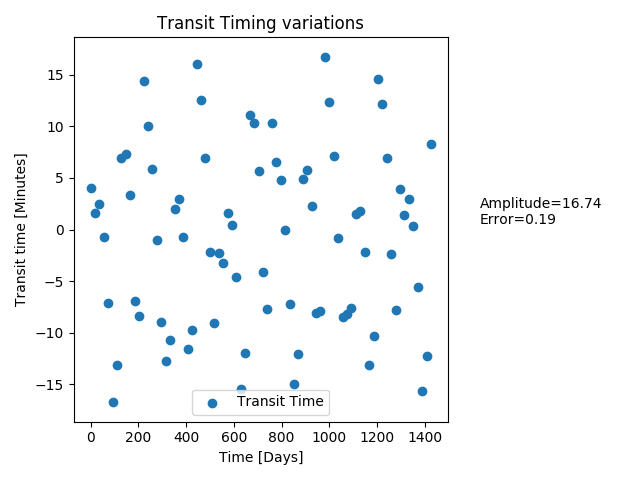 Transit Timing variations
Transit time [Minutes]
15
10
5
0
−5
−10
−15
Amplitude=16.74
Error=0.19
Transit Time
0 200 400 600 800 1000 1200 1400
Time [Days]